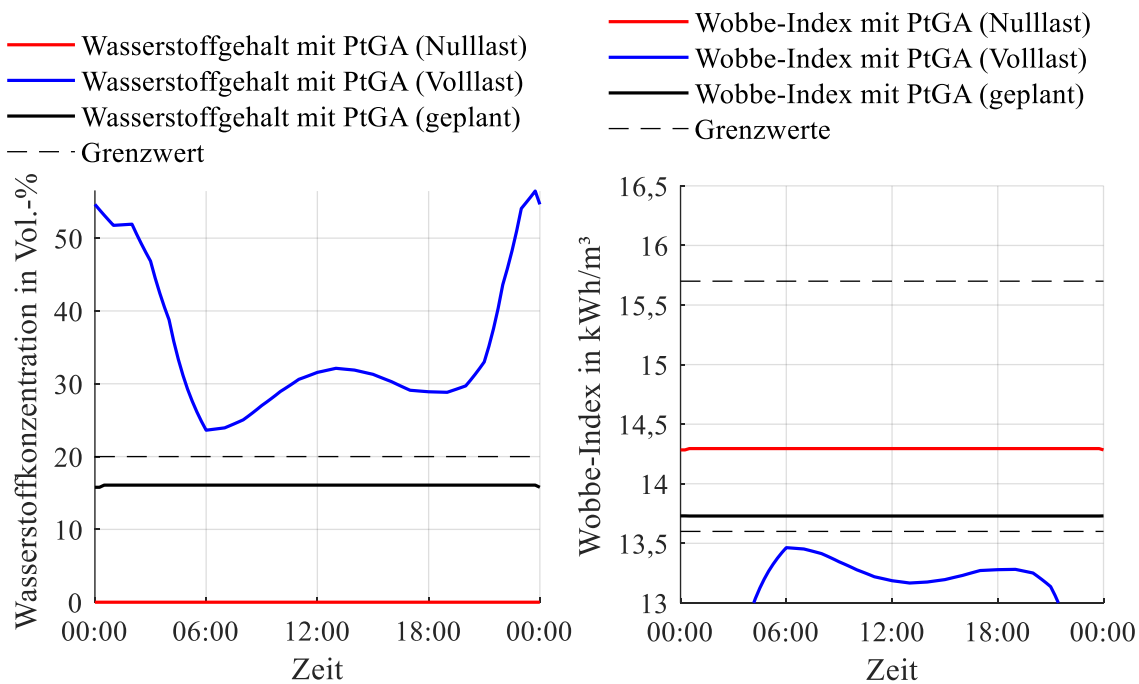 Wasserstoffgehalt mit PtGA (Nulllast)
Wasserstoffgehalt mit PtGA (Volllast)
Wasserstoffgehalt mit PtGA (geplant)
Grenzwert
Wasserstoffkonzentration in Vol.-%
50
40
30
20
10
0
00:00 06:00 12:00 18:00 00:00
Zeit
Wobbe-Index mit PtGA (Nulllast)
Wobbe-Index mit PtGA (Volllast)
Wobbe-Index mit PtGA (geplant)
Grenzwerte
Wobbe-Index in kWh/m³
16,5
16
15,5
15
14,5
14
13,5
13
00:00 06:00 12:00 18:00 00:00
Zeit